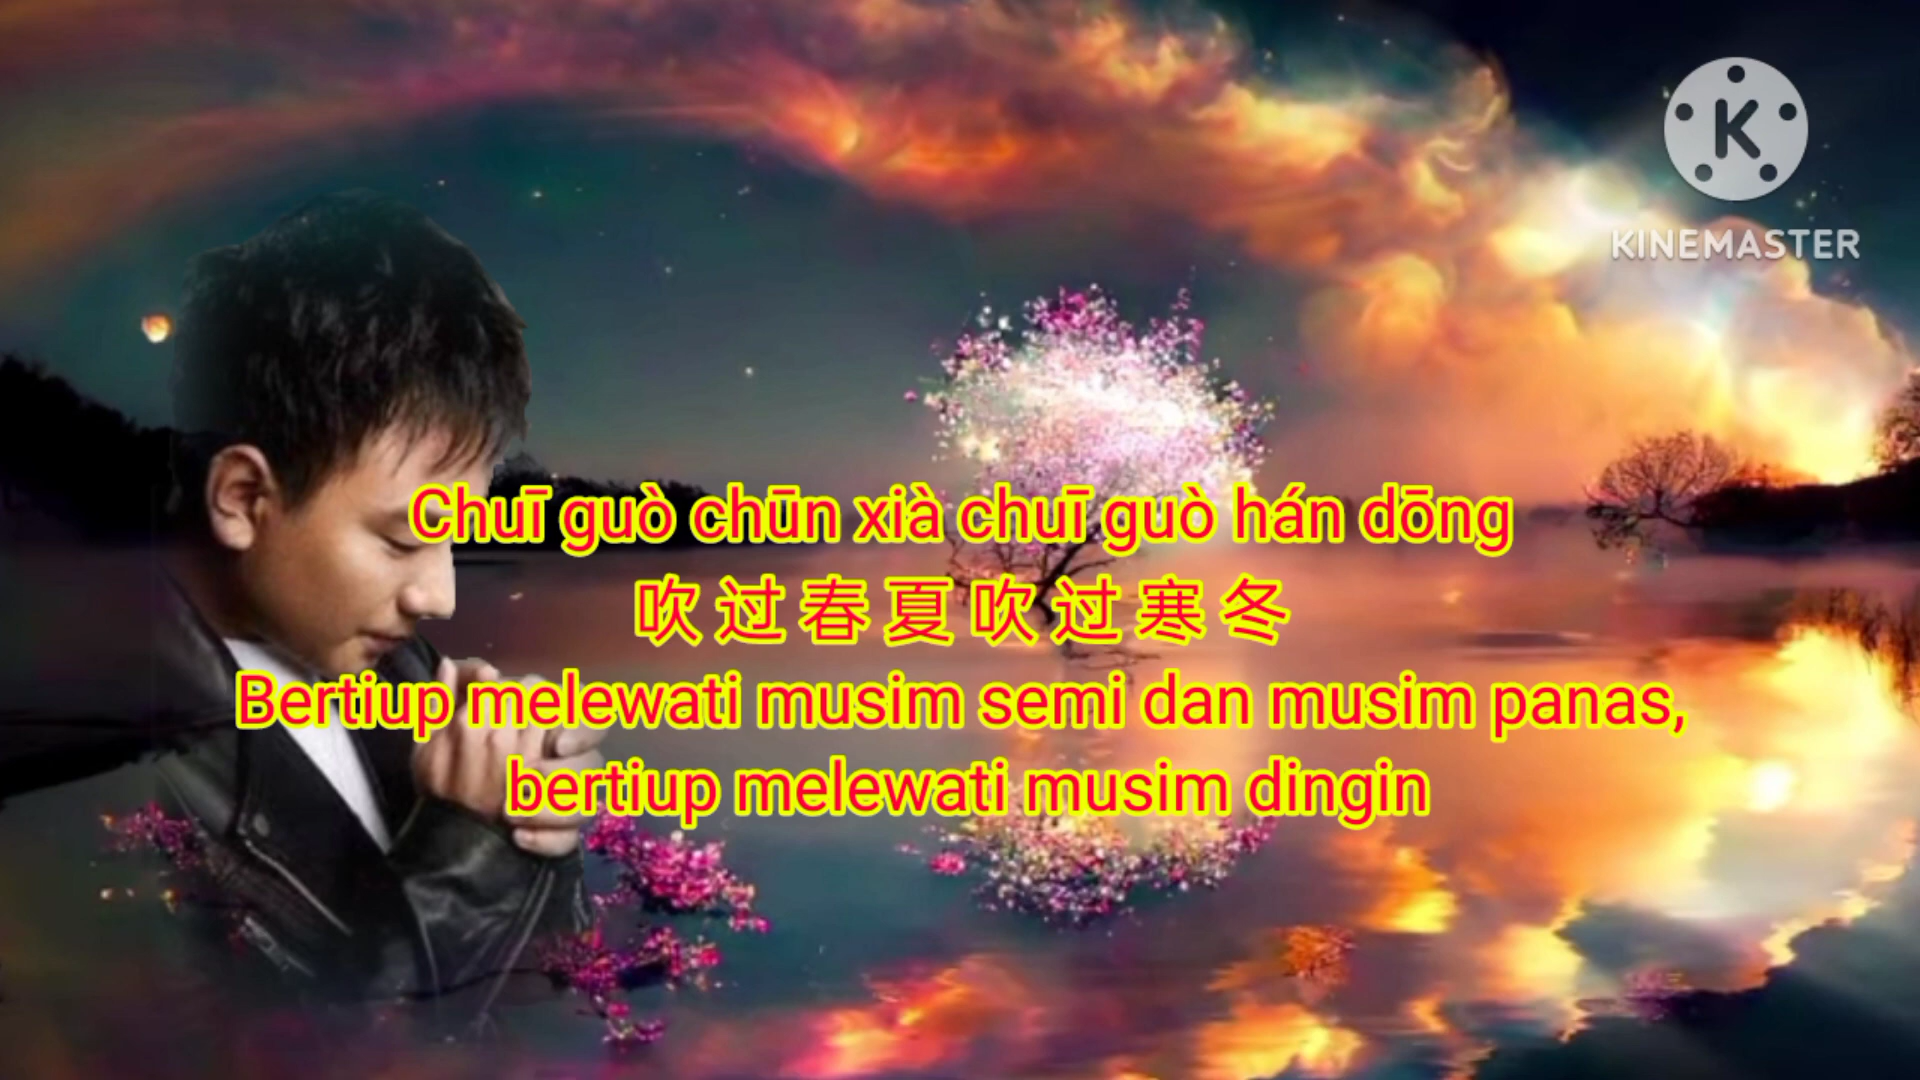 K
KINEMASTER
Chuī guò chūn xià chuī guò hán dōng
吹过春夏吹过寒冬
Bertiup melewati musim semi dan musim panas,
bertiup melewati musim dingin